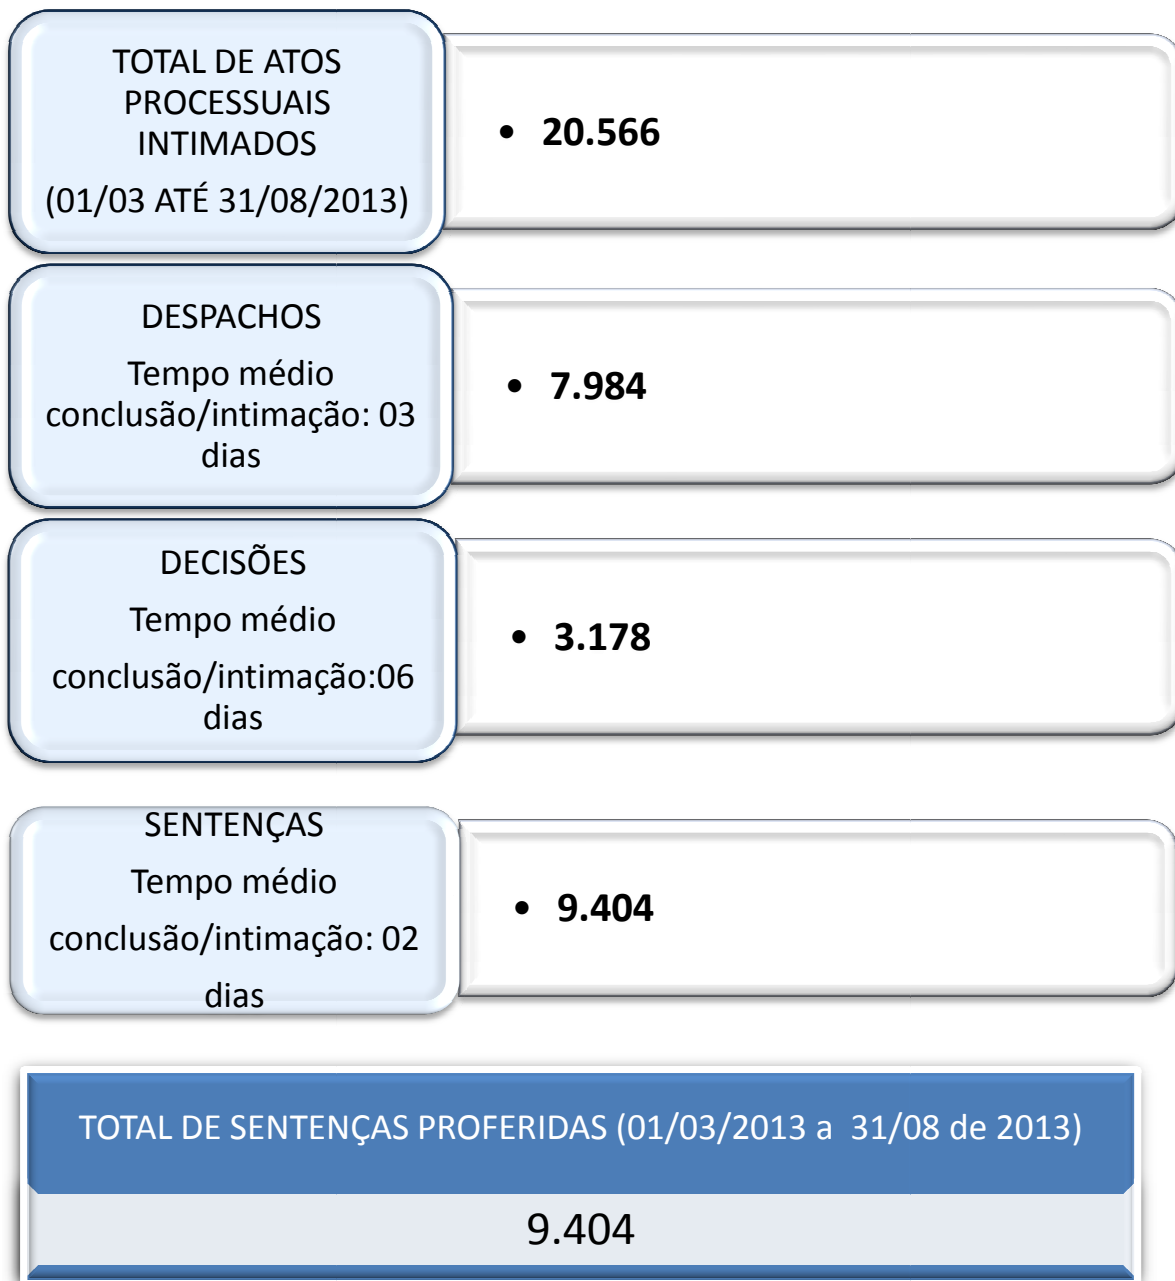 TOTAL DE ATOS
PROCESSUAIS
INTIMADOS
(01/03 ATÉ 31/08/2013)
• 20.566
DESPACHOS
Tempo médio
conclusão/intimação: 03
dias
• 7.984
DECISÕES
Tempo médio
conclusão/intimação:06
dias
• 3.178
SENTENÇAS
Tempo médio
conclusão/intimação: 02
dias
• 9.404
TOTAL DE SENTENÇAS PROFERIDAS (01/03/2013 a 31/08 de 2013)
9.404